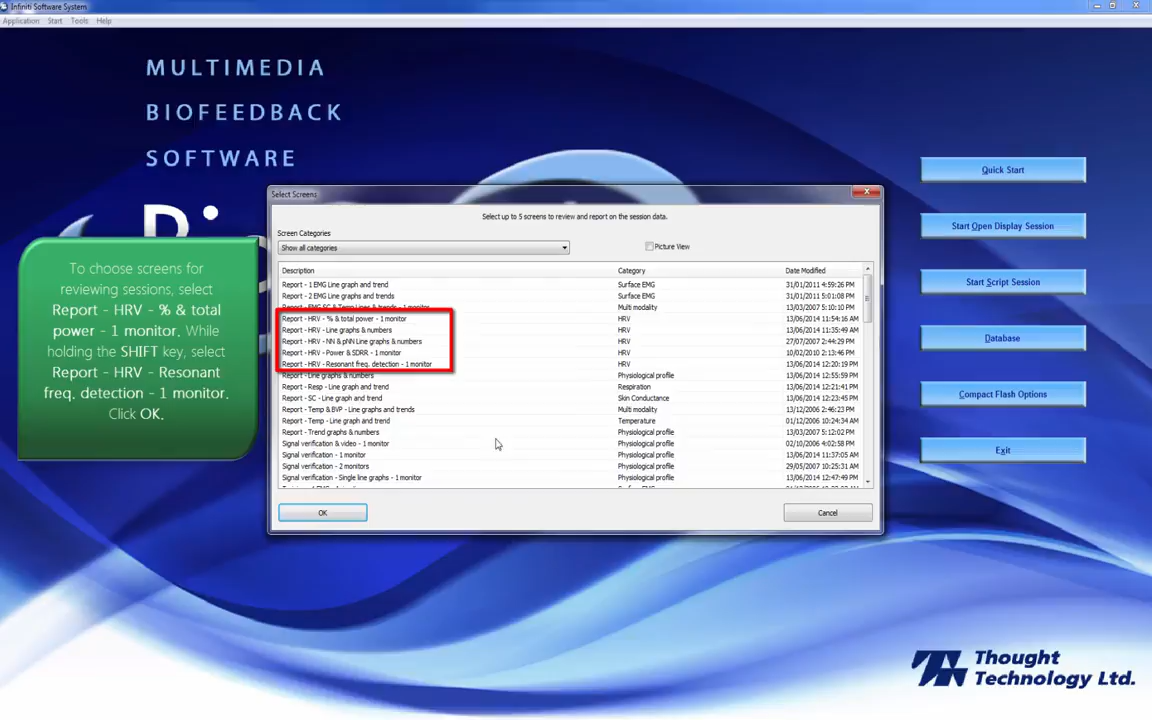 Infiniti Software System
Application Start Tools Help
MULTIMEDIA
BIOFEEDBACK
SOFTWARE
Quick Start
Start Open Display Session
Start Script Session
Database
Compact Flash Options
Exit
To choose screens for
reviewing sessions, select
Report - HRV - % & total
power - 1 monitor. While
holding the SHIFT key, select
Report - HRV - Resonant
freq. detection - 1 monitor.
Click OK.
Select Screens
Select up to 5 screens to review and report on the session data.
Screen Categories
Show all categories
Picture View
Description Category Date Modified
Report - 1 EMG Line graph and trend Surface EMG 31/01/2011 4:59:26 PM
Report - 2 EMG Line graphs and trends Surface EMG 31/01/2011 5:01:08 PM
Report - EMG SC & Temp Lines & trends - 1 monitor Multi modality 13/03/2007 5:10:10 PM
Report - HRV - % & total power - 1 monitor HRV 13/06/2014 11:54:16 AM
Report - HRV - Line graphs & numbers HRV 13/06/2014 11:35:49 AM
Report - HRV - NN & pNN Line graphs & numbers HRV 27/07/2007 2:44:29 PM
Report - HRV - Power & SDRR - 1 monitor HRV 10/02/2010 2:13:46 PM
Report - HRV - Resonant freq. detection - 1 monitor HRV 13/06/2014 12:20:19 PM
Report - Line graphs & numbers Physiological profile 13/06/2014 12:55:59 PM
Report - Resp - Line graph and trend Respiration 13/06/2014 12:21:41 PM
Report - SC - Line graph and trend Skin Conductance 13/06/2014 12:23:24 PM
Report - Temp & BVP - Line graphs and trends Multi modality 13/12/2006 2:46:23 PM
Report - Temp - Line graph and trend Temperature 01/02/2006 10:24:34 AM
Report - Trend graphs & numbers Physiological profile 13/03/2007 5:12:02 PM
Signal verification & video - 1 monitor Physiological profile 02/10/2006 4:02:58 PM
Signal verification - 1 monitor Physiological profile 13/06/2014 11:37:05 AM
Signal verification - 2 monitors Physiological profile 29/05/2007 10:25:31 AM
Signal verification - Single line graphs - 1 monitor Physiological profile 13/06/2014 12:47:49 PM
OK
Cancel
Thought
Technology Ltd.